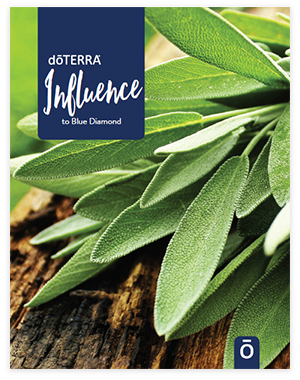 dōTERRA
Influence
to Blue Diamond
ō